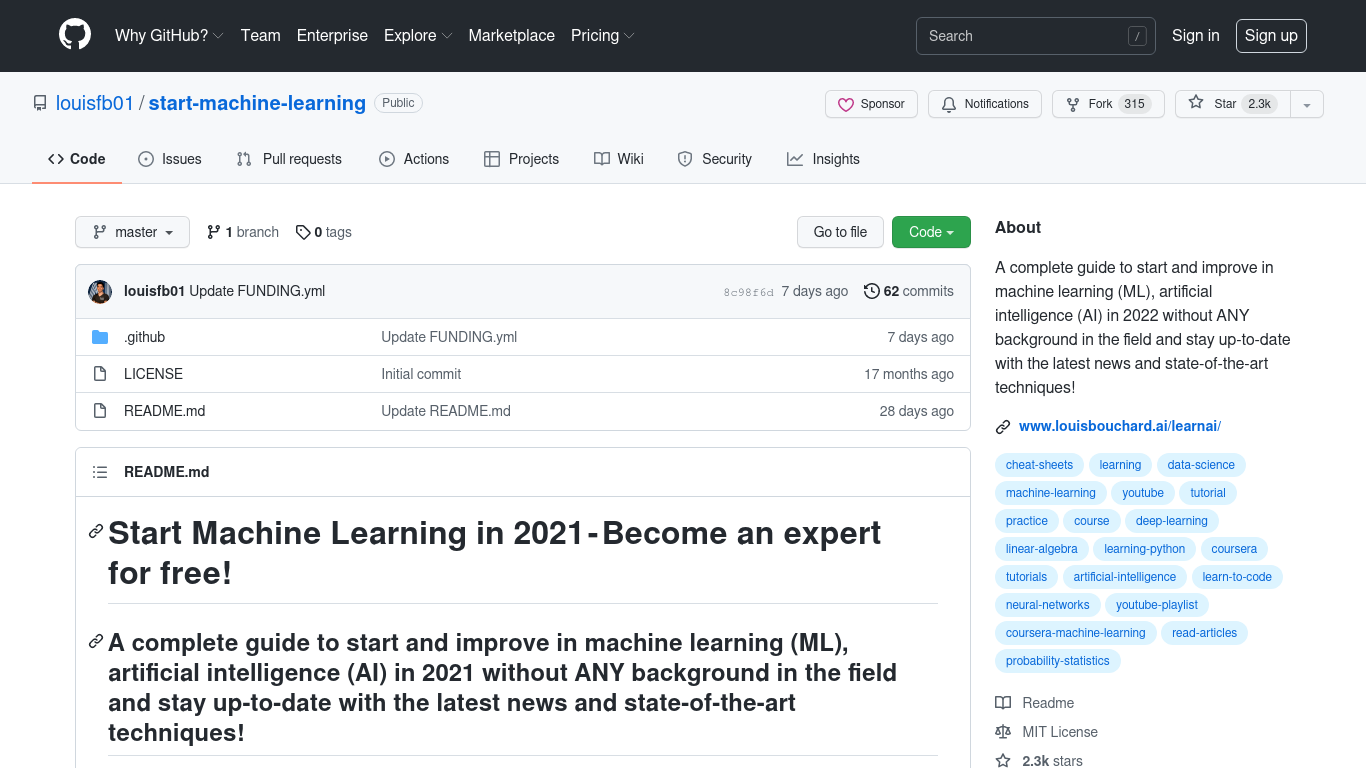 Why GitHub? Team Enterprise Explore Marketplace Pricing Search / Sign in Sign up
louisfb01 / start-machine-learning Public Sponsor Notifications Fork 315 Star 2.3k
Code Issues Pull requests Actions Projects Wiki Security Insights
master 1 branch 0 tags Go to file Code
louisfb01 Update FUNDING.yml 8c98f6d 7 days ago 62 commits
.github Update FUNDING.yml 7 days ago
LICENSE Initial commit 17 months ago
README.md Update README.md 28 days ago
README.md
Start Machine Learning in 2021 - Become an expert
for free!
A complete guide to start and improve in machine learning (ML),
artificial intelligence (AI) in 2021 without ANY background in the field
and stay up-to-date with the latest news and state-of-the-art
techniques!
About
A complete guide to start and improve in
machine learning (ML), artificial
intelligence (AI) in 2022 without ANY
background in the field and stay up-to-date
with the latest news and state-of-the-art
techniques!
www.louisbouchard.ai/learnai/
cheat-sheets learning data-science
machine-learning youtube tutorial
practice course deep-learning
linear-algebra learning-python coursera
tutorials artificial-intelligence learn-to-code
neural-networks youtube-playlist
coursera-machine-learning read-articles
probability-statistics
Readme
MIT License
2.3k stars